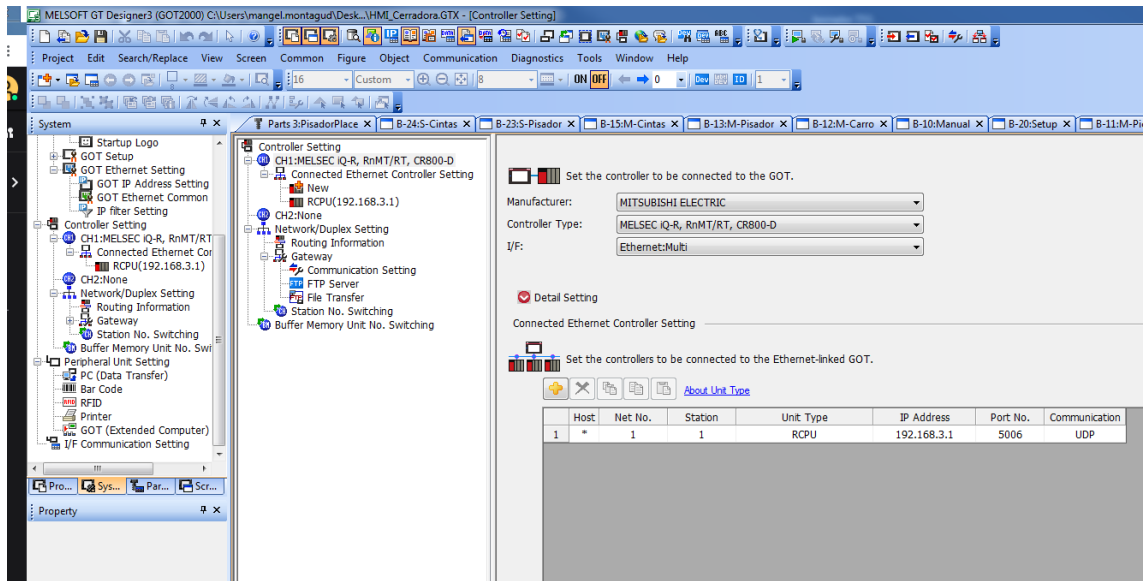 MELSOFT GT Designer3 (GOT2000) C:\Users\mangel.montagud\Desk...\HMI_Cerradora.GTX - [Controller Setting]
Project Edit Search/Replace View Screen Common Figure Object Communication Diagnostics Tools Window Help
16 Custom 8 ON OFF 0 Dev ID 1
System
Parts 3:PisadorPlace B-24:S-Cintas B-23:S-Pisador B-15:M-Cintas B-13:M-Pisador B-12:M-Carro B-10:Manual B-20:Setup B-11:M-Pi
Startup Logo
GOT Setup
GOT Ethernet Setting
GOT IP Address Setting
GOT Ethernet Common
IP filter Setting
Controller Setting
CH1:MELSEC iQ-R, RnMT/RT
Connected Ethernet Cor
RCPU(192.168.3.1)
CH2:None
Network/Duplex Setting
Routing Information
Gateway
Station No. Switching
Buffer Memory Unit No. Swi
Peripheral Unit Setting
PC (Data Transfer)
Bar Code
RFID
Printer
GOT (Extended Computer)
I/F Communication Setting
Pro... Sys... Par... Scr...
Property
Controller Setting
CH1:MELSEC iQ-R, RnMT/RT, CR800-D
Connected Ethernet Controller Setting
New
RCPU(192.168.3.1)
CH2:None
Network/Duplex Setting
Routing Information
Gateway
Communication Setting
FTP Server
File Transfer
Station No. Switching
Buffer Memory Unit No. Switching
Set the controller to be connected to the GOT.
Manufacturer: MITSUBISHI ELECTRIC
Controller Type: MELSEC iQ-R, RnMT/RT, CR800-D
I/F: Ethernet:Multi
Detail Setting
Connected Ethernet Controller Setting
Set the controllers to be connected to the Ethernet-linked GOT.
About Unit Type
Host Net No. Station Unit Type IP Address Port No. Communication
1 * 1 1 RCPU 192.168.3.1 5006 UDP